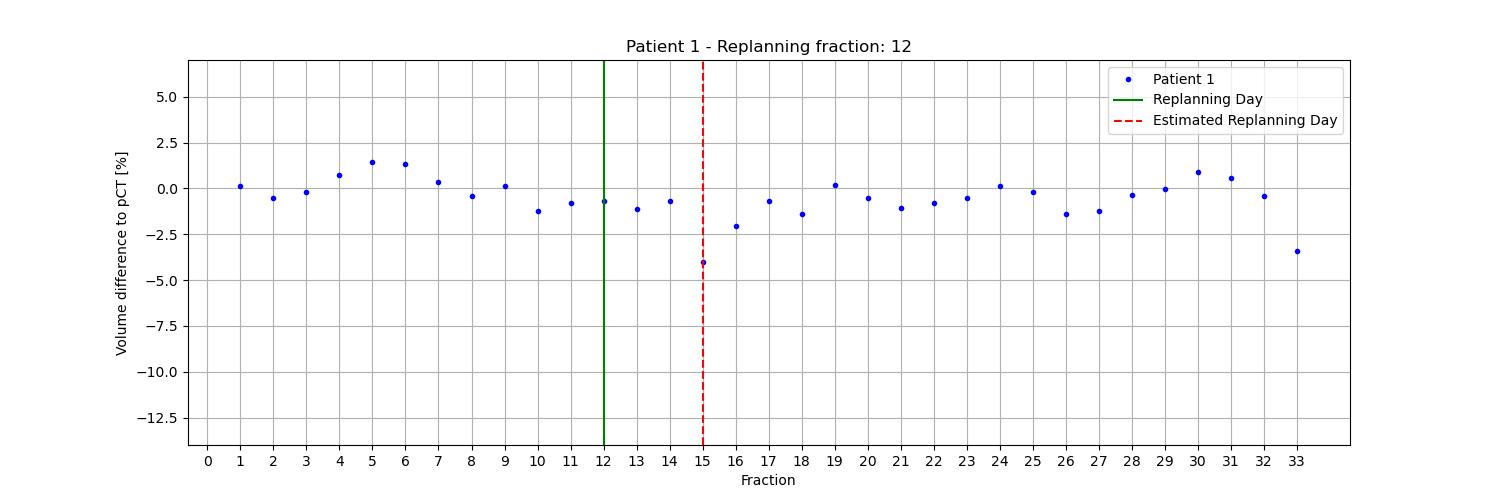 Patient 1 - Replanning fraction: 12
Patient 1
Replanning Day
Estimated Replanning Day
Volume difference to pCT [%]
5.0
2.5
0.0
−2.5
−5.0
−7.5
−10.0
−12.5
0 1 2 3 4 5 6 7 8 9 10 11 12 13 14 15 16 17 18 19 20 21 22 23 24 25 26 27 28 29 30 31 32 33
Fraction